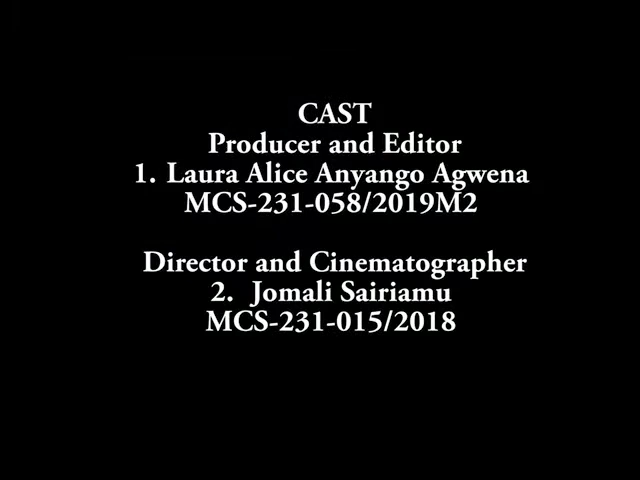 CAST
Producer and Editor
1. Laura Alice Anyango Agwena
MCS-231-058/2019M2
Director and Cinematographer
2. Jomali Sairiamu
MCS-231-015/2018